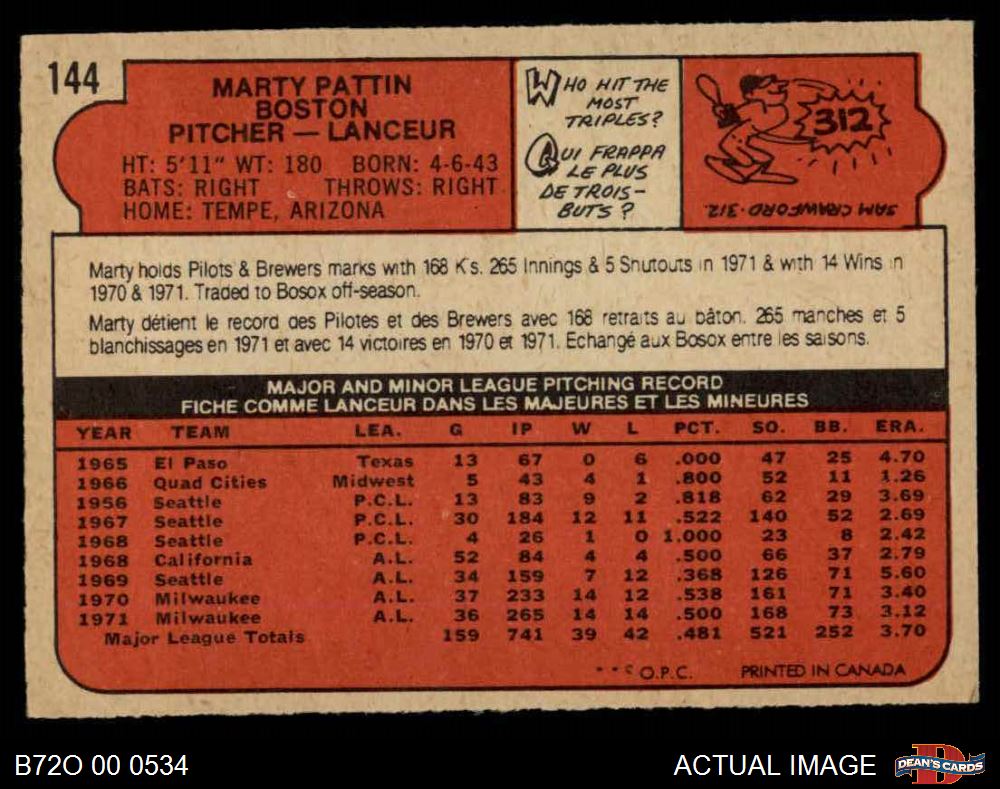 144
MARTY PATTIN
BOSTON
PITCHER — LANCEUR
HT: 5'11" WT: 180 BORN: 4-6-43
BATS: RIGHT THROWS: RIGHT
HOME: TEMPE, ARIZONA
WHO HIT THE
MOST
TRIPLES?
QUI FRAPPA
LE PLUS
DE TROIS-
BUTS?
312
SAM CRAWFORD·312.
Marty holds Pilots & Brewers marks with 168 K's. 265 Innings & 5 Shutouts in 1971 & with 14 Wins in
1970 & 1971. Traded to Bosox off-season.
Marty détient le record des Pilotes et des Brewers avec 168 retraits au bâton. 265 manches et 5
blanchissages en 1971 et avec 14 victoires en 1970 et 1971. Echangé aux Bosox entre les saisons.
MAJOR AND MINOR LEAGUE PITCHING RECORD
FICHE COMME LANCEUR DANS LES MAJEURES ET LES MINEURES
YEAR TEAM LEA. G IP W L PCT. SO. BB. ERA.
1965 El Paso Texas 13 67 0 6 .000 47 25 4.70
1966 Quad Cities Midwest 5 43 4 1 .800 52 11 1.26
1956 Seattle P.C.L. 13 83 9 2 .818 62 29 3.69
1967 Seattle P.C.L. 30 184 12 11 .522 140 52 2.69
1968 Seattle P.C.L. 4 26 1 0 1.000 23 8 2.42
1968 California A.L. 52 84 4 4 .500 66 37 2.79
1969 Seattle A.L. 34 159 7 12 .368 126 71 5.60
1970 Milwaukee A.L. 37 233 14 12 .538 161 71 3.40
1971 Milwaukee A.L. 36 265 14 14 .500 168 73 3.12
Major League Totals 159 741 39 42 .481 521 252 3.70
* * © O.P.C. PRINTED IN CANADA
B72O 00 0534
ACTUAL IMAGE
D
DEAN'S CARDS